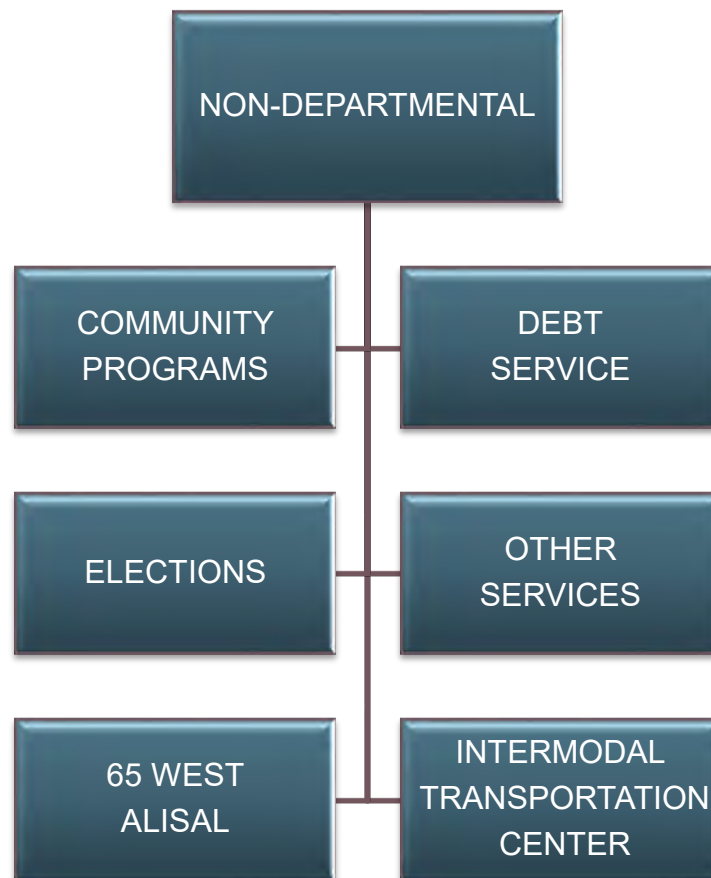 NON-DEPARTMENTAL
COMMUNITY
PROGRAMS
DEBT
SERVICE
ELECTIONS
OTHER
SERVICES
65 WEST
ALISAL
INTERMODAL
TRANSPORTATION
CENTER